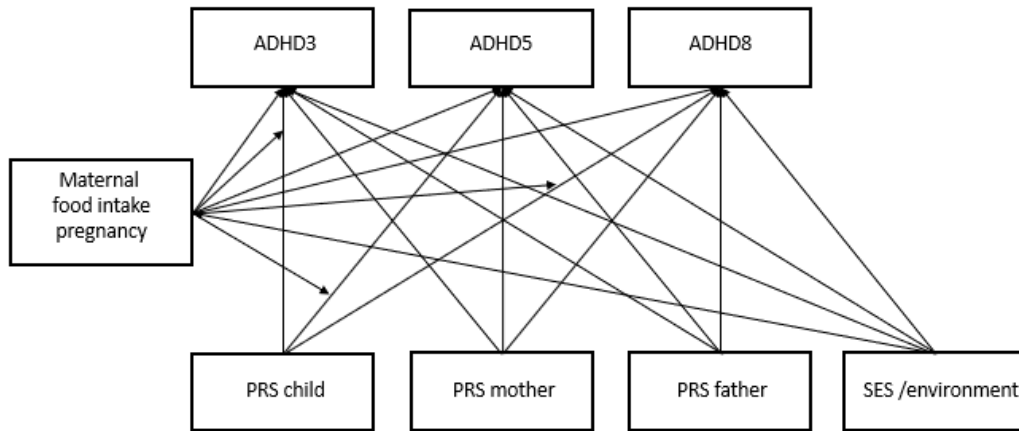 ADHD3
ADHD5
ADHD8
Maternal
food intake
pregnancy
PRS child
PRS mother
PRS father
SES /environment